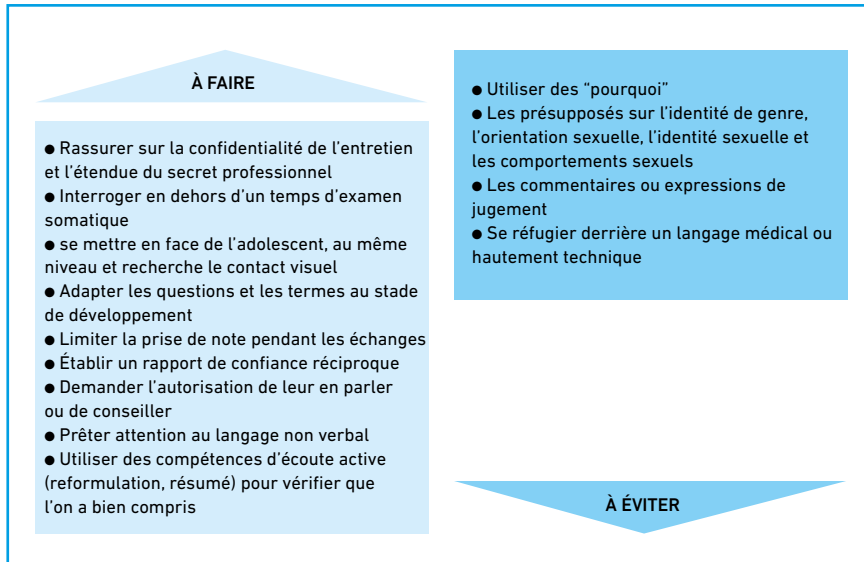 À FAIRE
● Rassurer sur la confidentialité de l'entretien
et l'étendue du secret professionnel
● Interroger en dehors d'un temps d'examen
somatique
● se mettre en face de l'adolescent, au même
niveau et recherche le contact visuel
● Adapter les questions et les termes au stade
de développement
● Limiter la prise de note pendant les échanges
● Établir un rapport de confiance réciproque
● Demander l'autorisation de leur en parler
ou de conseiller
● Prêter attention au langage non verbal
● Utiliser des compétences d'écoute active
(reformulation, résumé) pour vérifier que
l'on a bien compris
● Utiliser des “pourquoi”
● Les présupposés sur l'identité de genre,
l'orientation sexuelle, l'identité sexuelle et
les comportements sexuels
● Les commentaires ou expressions de
jugement
● Se réfugier derrière un langage médical ou
hautement technique
À ÉVITER